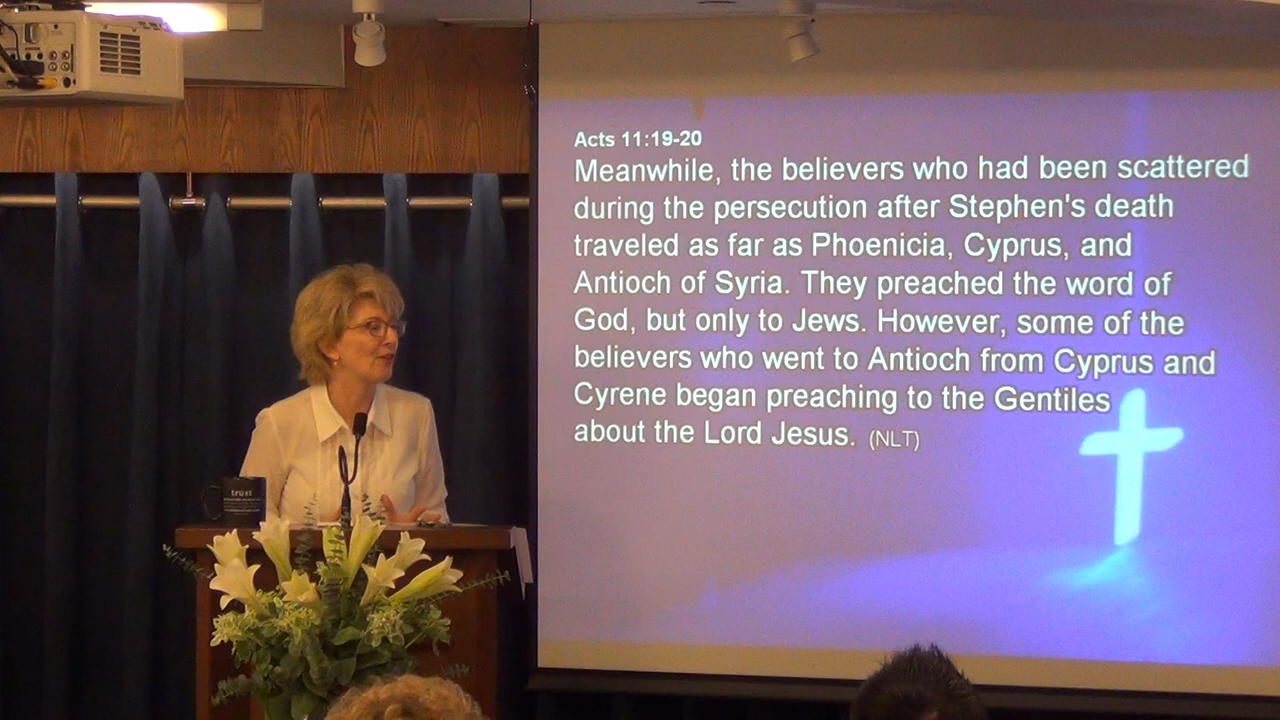 Acts 11:19-20
Meanwhile, the believers who had been scattered
during the persecution after Stephen's death
traveled as far as Phoenicia, Cyprus, and
Antioch of Syria. They preached the word of
God, but only to Jews. However, some of the
believers who went to Antioch from Cyprus and
Cyrene began preaching to the Gentiles
about the Lord Jesus. (NLT)
trust